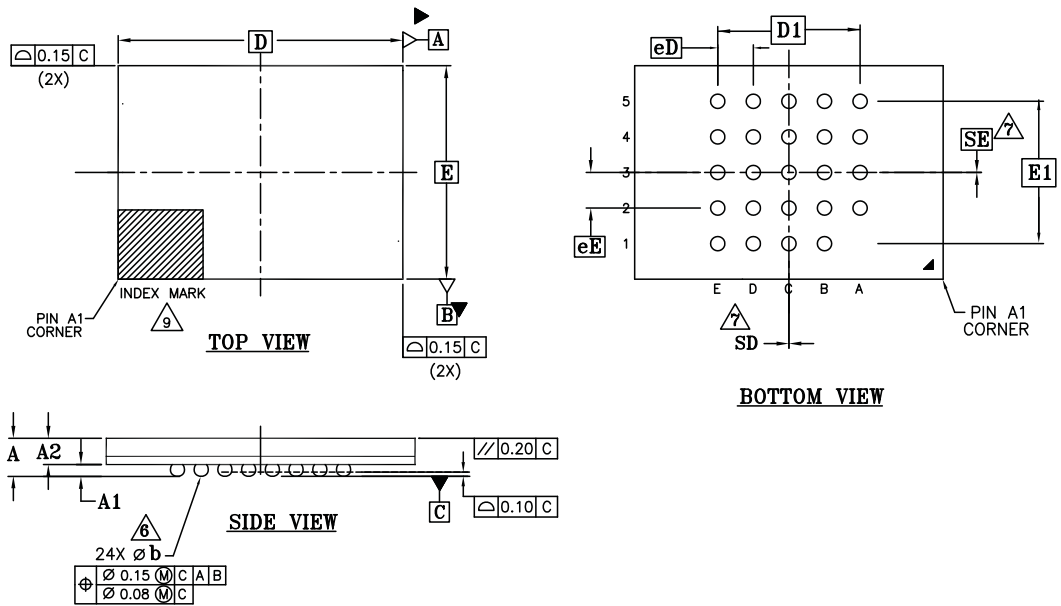 D
A
0.15 C
(2X)
E
INDEX MARK
9
PIN A1
CORNER
B
TOP VIEW
0.15 C
(2X)
D1
eD
5
4
3
2
1
SE
7
E1
eE
E D C B A
7
SD
PIN A1
CORNER
BOTTOM VIEW
A
A2
A1
// 0.20 C
C
0.10 C
SIDE VIEW
6
24X Ø b
⌖ Ø 0.15 Ⓜ C A B
Ø 0.08 Ⓜ C